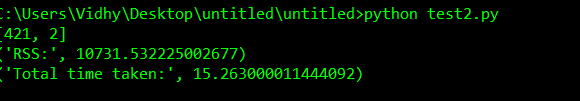 C:\Users\Vidhy\Desktop\untitled\untitled>python test2.py
[421, 2]
('RSS:', 10731.532225002677)
('Total time taken:', 15.263000011444092)